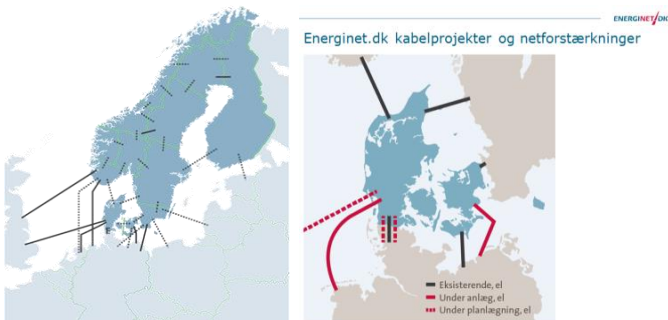 ENERGINET/DK
Energinet.dk kabelprojekter og netforstærkninger
Eksisterende, el
Under anlæg, el
Under planlægning, el